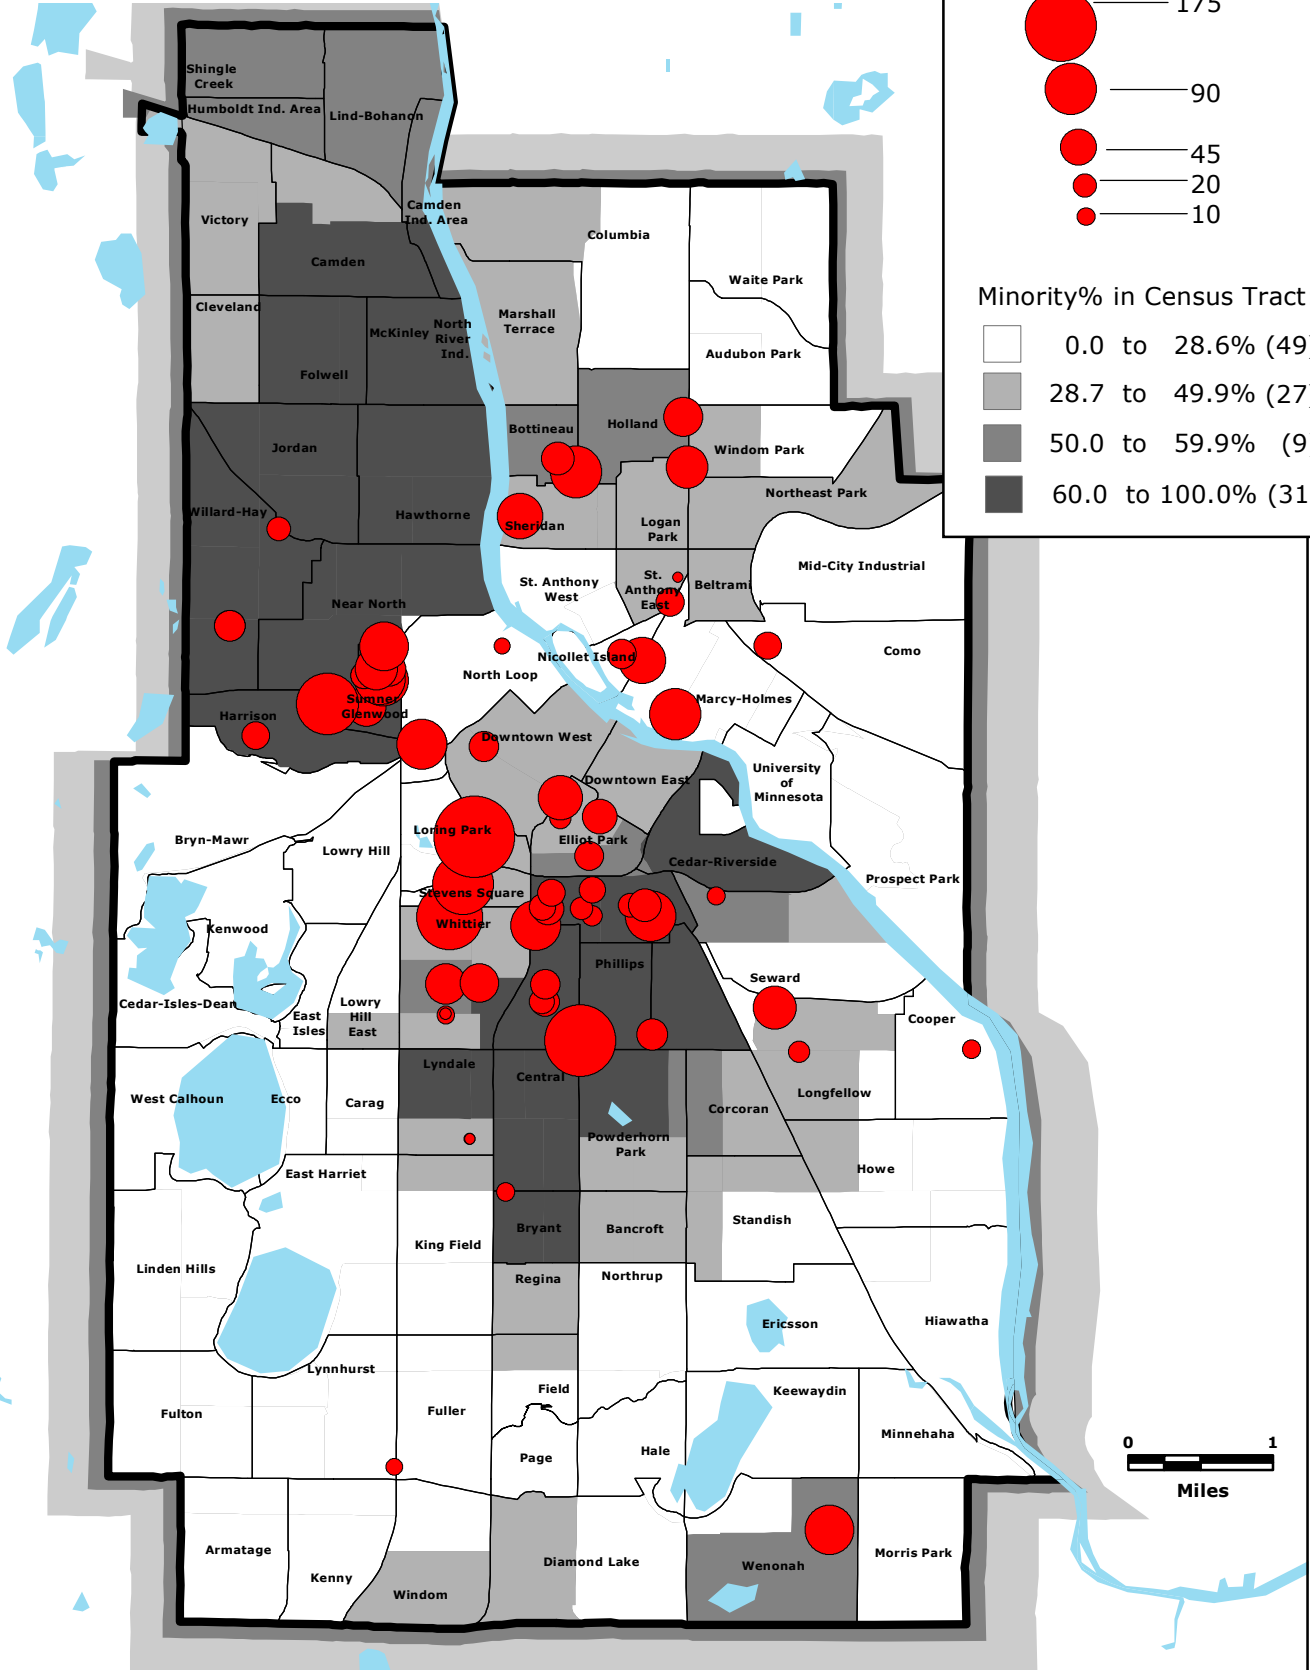 175
90
45
20
10
Minority% in Census Tract
0.0 to 28.6% (49)
28.7 to 49.9% (27)
50.0 to 59.9% (9
60.0 to 100.0% (31
Shingle
Creek
Humboldt Ind. Area
Lind-Bohanon
Camden
Ind. Area
Victory
Columbia
Camden
Waite Park
Cleveland
Marshall
Terrace
McKinley
North
River
Ind.
Audubon Park
Folwell
Bottineau
Holland
Jordan
Windom Park
Northeast Park
Willard-Hay
Hawthorne
Sheridan
Logan
Park
Mid-City Industrial
St. Anthony
West
St.
Anthony
East
Beltrami
Near North
Nicollet Island
Como
North Loop
Marcy-Holmes
Sumner
Glenwood
Harrison
Downtown West
Downtown East
University
of
Minnesota
Loring Park
Elliot Park
Bryn-Mawr
Lowry Hill
Cedar-Riverside
Prospect Park
Stevens Square
Whittier
Kenwood
Phillips
Seward
Cedar-Isles-Dean
Lowry
Hill
East
East
Isles
Cooper
Lyndale
Central
West Calhoun
Ecco
Carag
Corcoran
Longfellow
Powderhorn
Park
East Harriet
Howe
Bryant
Bancroft
Standish
King Field
Linden Hills
Regina
Northrup
Ericsson
Hiawatha
Lynnhurst
Field
Keewaydin
Fulton
Fuller
Minnehaha
Page
Hale
0 1
Miles
Armatage
Diamond Lake
Morris Park
Kenny
Wenonah
Windom